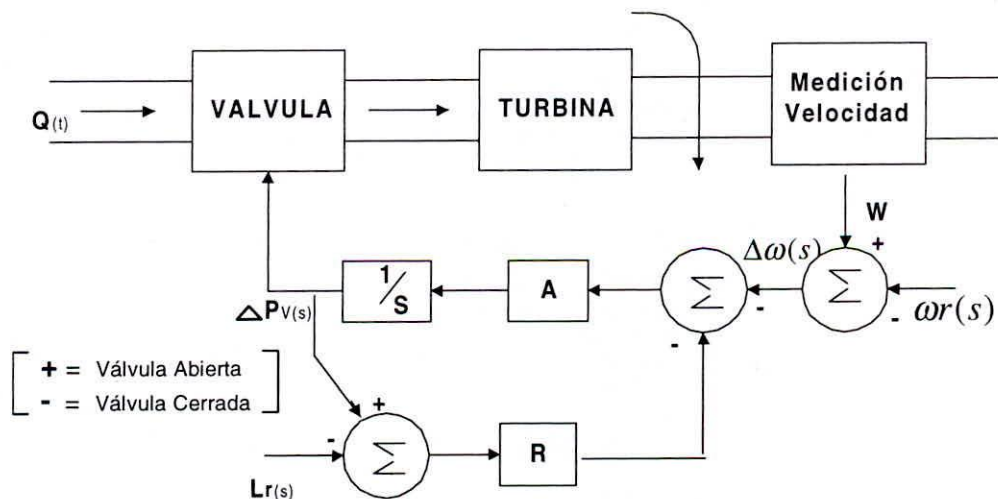 Q(t)
VALVULA
TURBINA
Medición
Velocidad
W
+
Σ
-
ωr(s)
Δω(s)
-
Σ
-
A
1/S
ΔPV(s)
+ = Válvula Abierta
- = Válvula Cerrada
+
-
Σ
R
Lr(s)